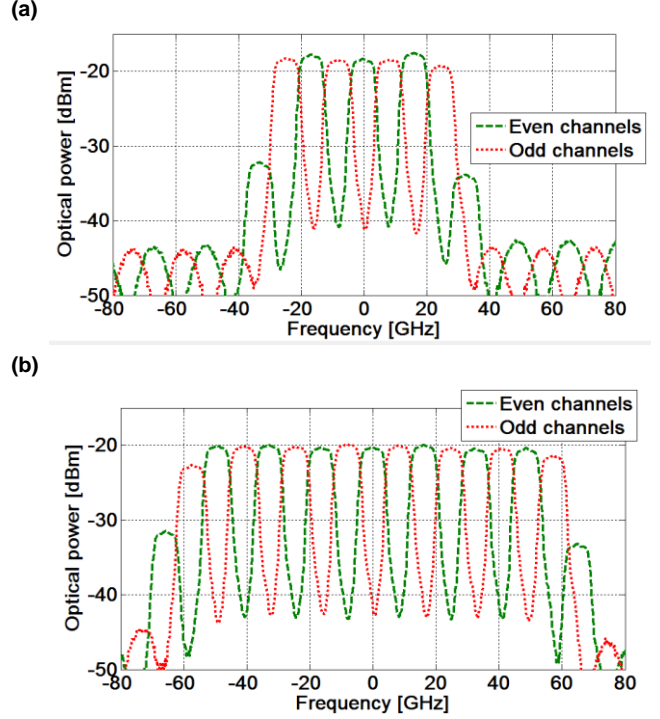 (a)
Optical power [dBm]
-20
-30
-40
-50
Even channels
Odd channels
-80 -60 -40 -20 0 20 40 60 80
Frequency [GHz]
(b)
Optical power [dBm]
-20
-30
-40
-50
Even channels
Odd channels
-80 -60 -40 -20 0 20 40 60 80
Frequency [GHz]